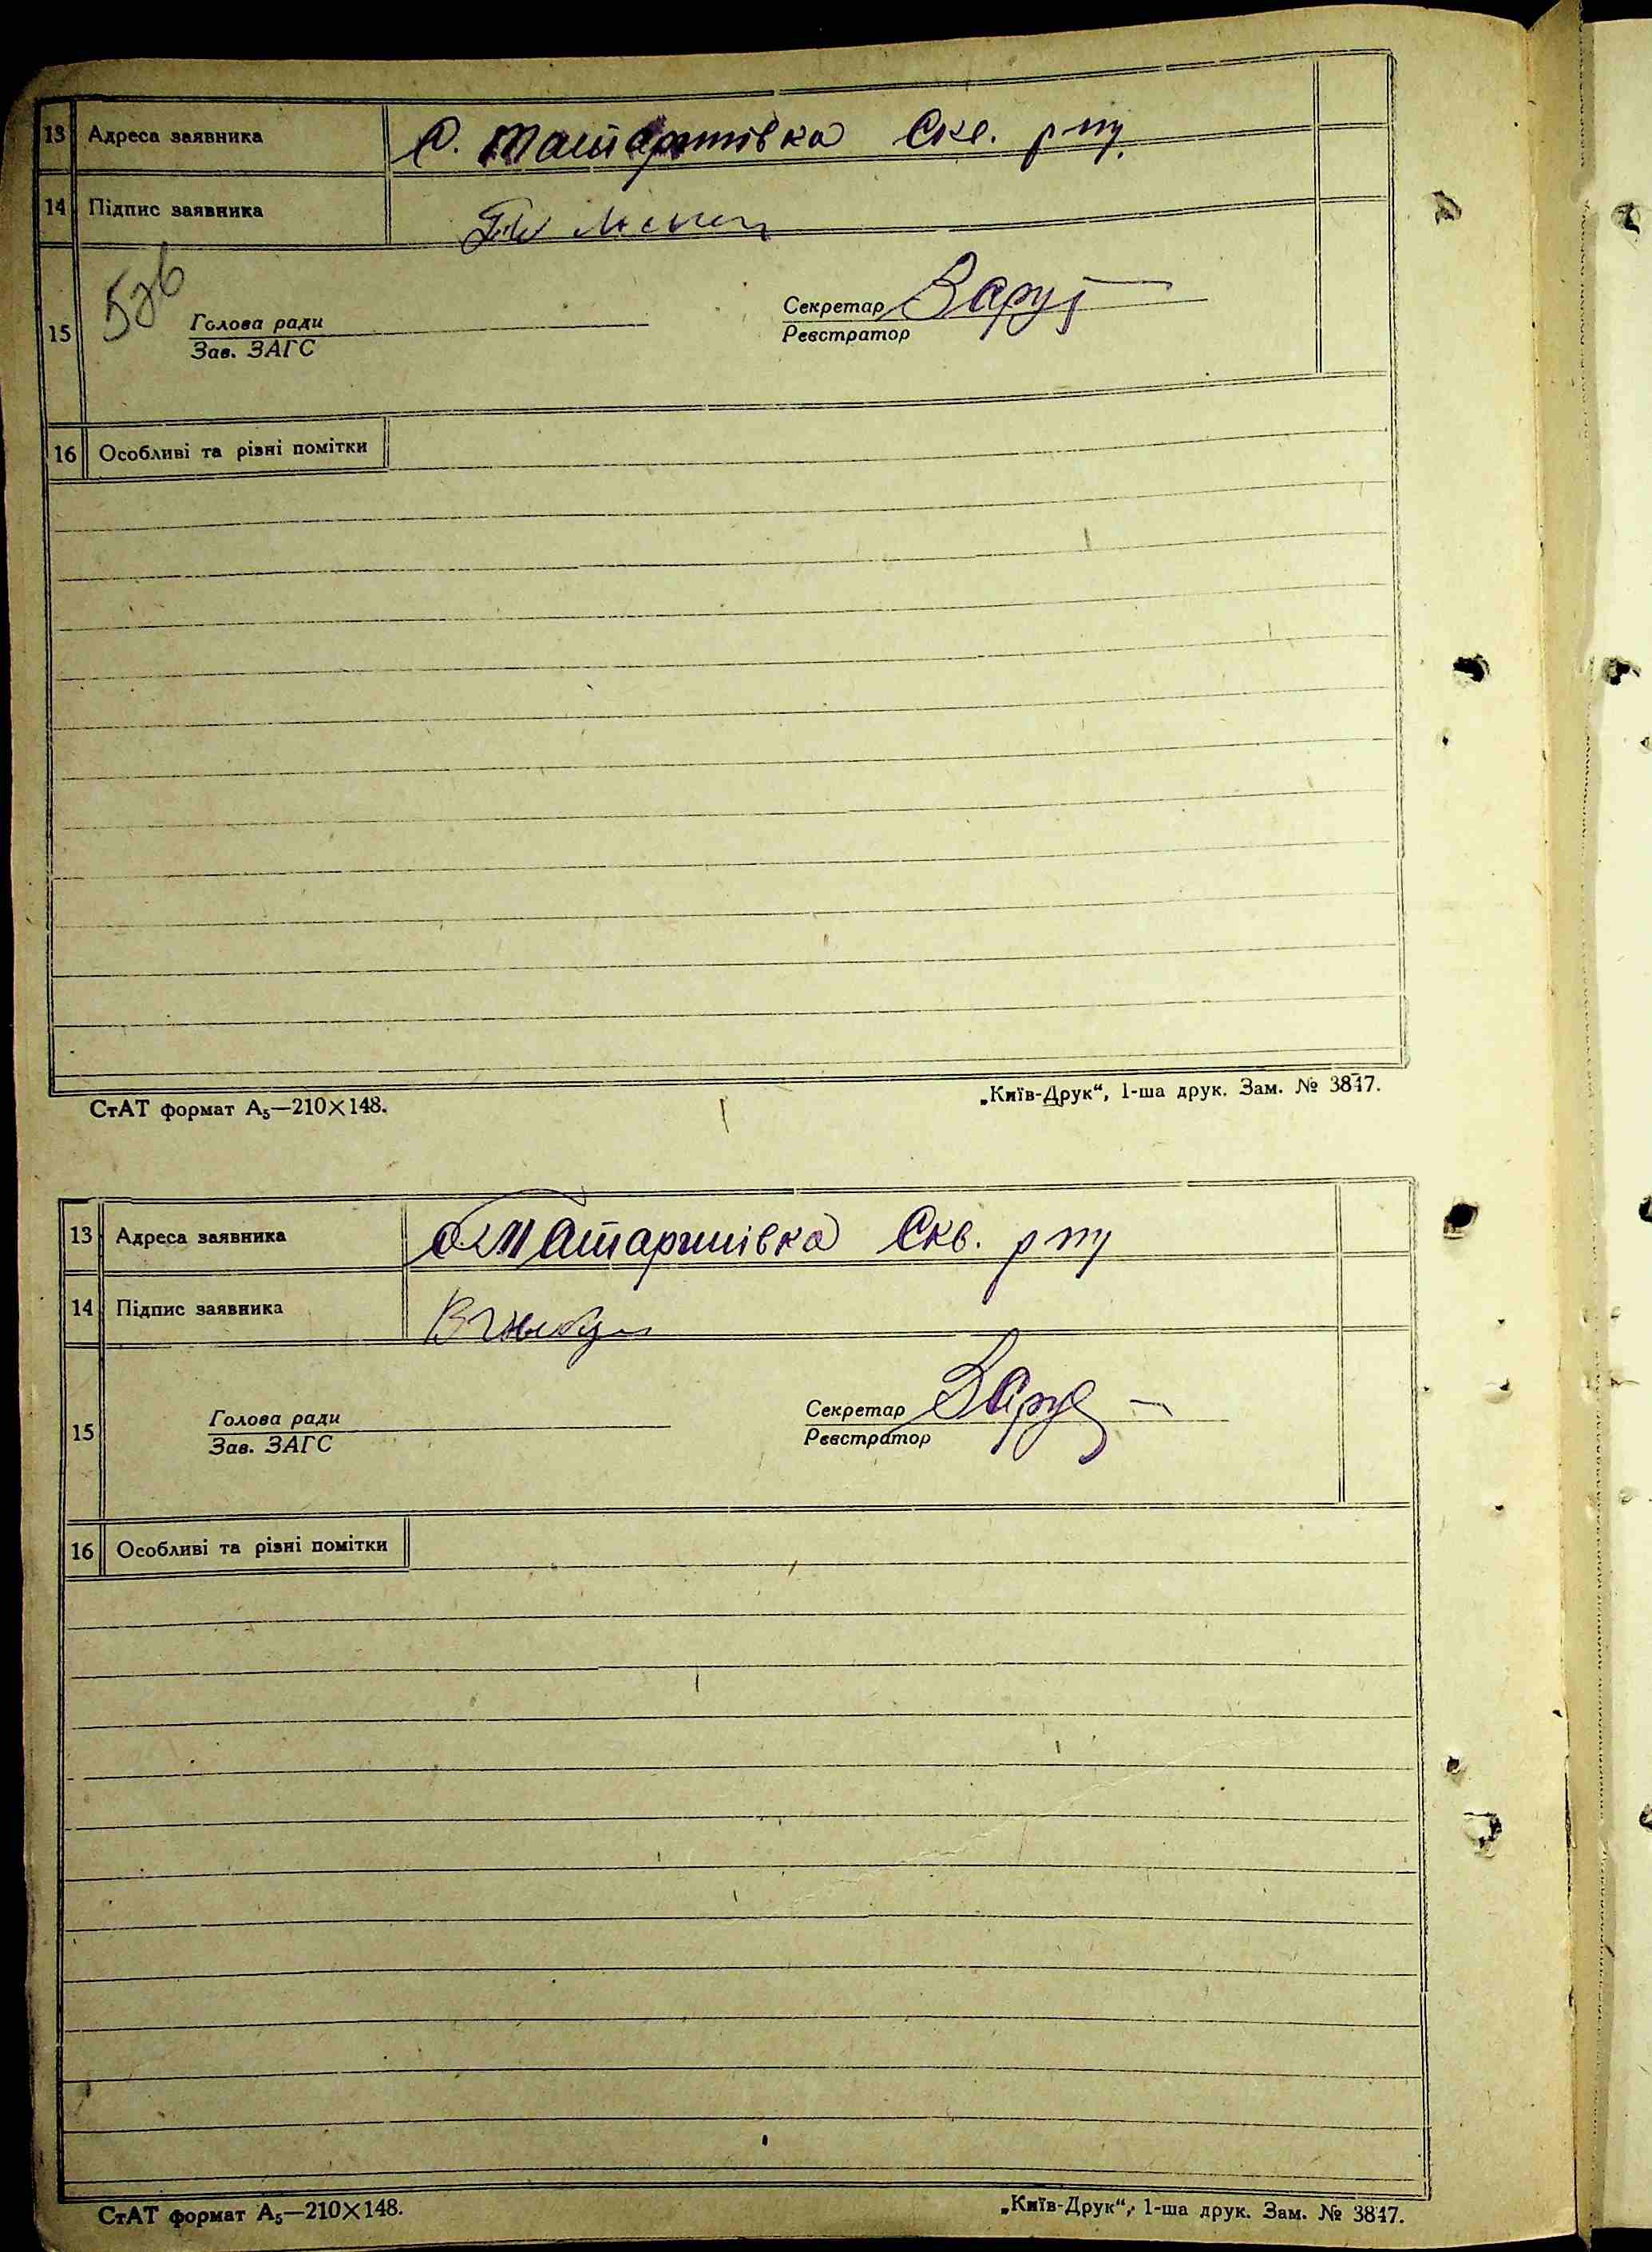 13 Адреса заявника С. Татаринівка Скв. р ну.
14 Підпис заявника
5зв
15 Голова ради Секретар Заруб
Зав. ЗАГС Реєстратор
16 Особливі та різні помітки
СтАТ формат А₅—210×148. „Київ-Друк“, 1-ша друк. Зам. № 3847.
13 Адреса заявника с. Татаринівка Скв. р ну
14 Підпис заявника
15 Голова ради Секретар
Зав. ЗАГС Реєстратор
16 Особливі та різні помітки
СтАТ формат А₅—210×148. „Київ-Друк“, 1-ша друк. Зам. № 3847.